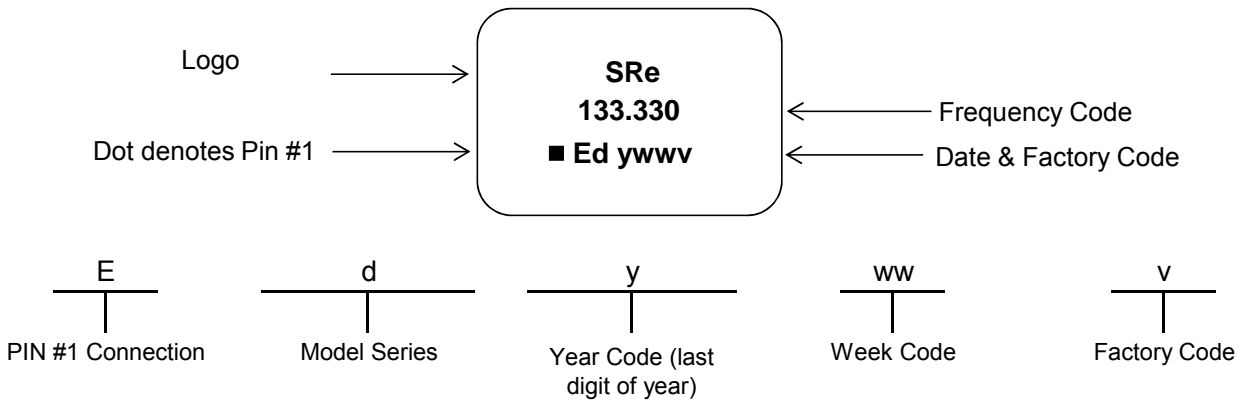 Logo
SRe
133.330
Frequency Code
Dot denotes Pin #1
■ Ed ywwv
Date & Factory Code
E
d
y
ww
v
PIN #1 Connection
Model Series
Year Code (last
digit of year)
Week Code
Factory Code